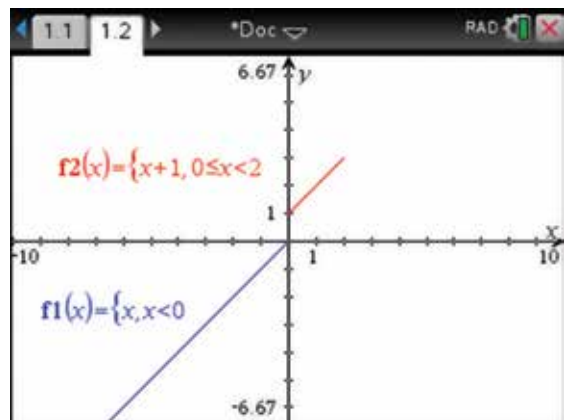 1.1 1.2 *Doc RAD
6.67 y
f2(x)={x+1, 0≤x<2
1
x
-10 1 10
f1(x)={x, x<0
-6.67